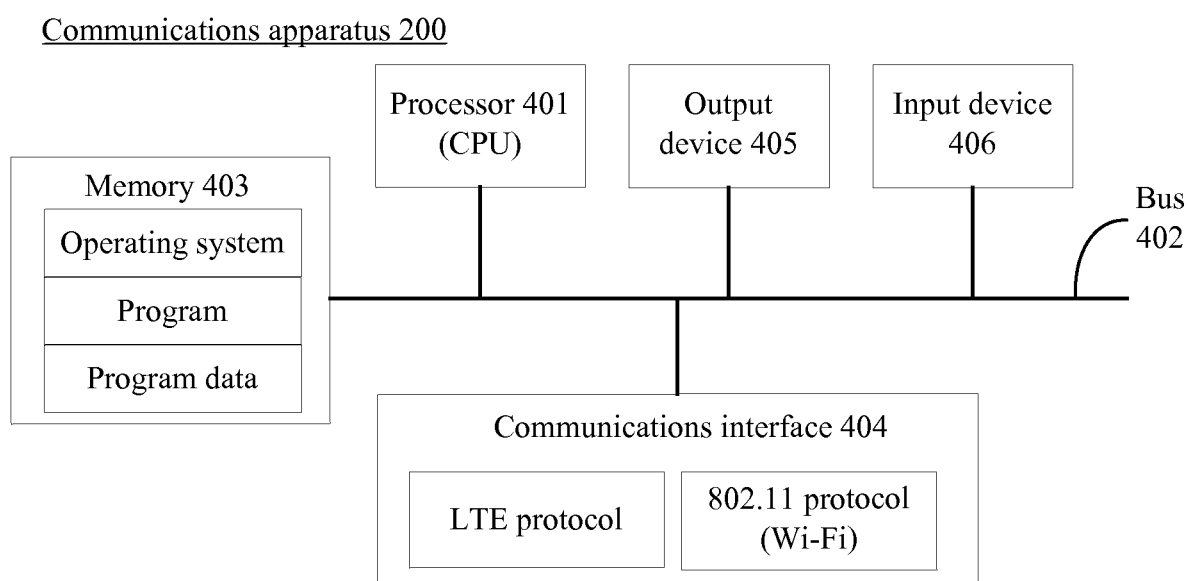 Communications apparatus 200
Processor 401
(CPU)
Output
device 405
Input device
406
Bus
402
Memory 403
Operating system
Program
Program data
Communications interface 404
LTE protocol
802.11 protocol
(Wi-Fi)